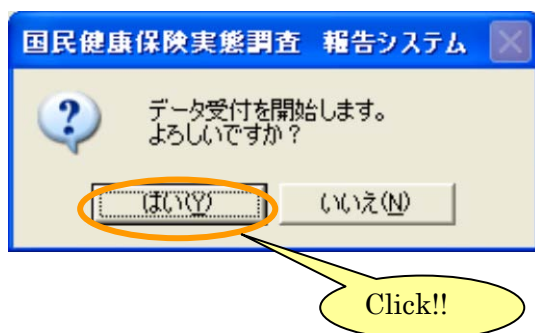 国民健康保険実態調査 報告システム
データ受付を開始します。
よろしいですか？
はい(Y)
いいえ(N)
Click!!